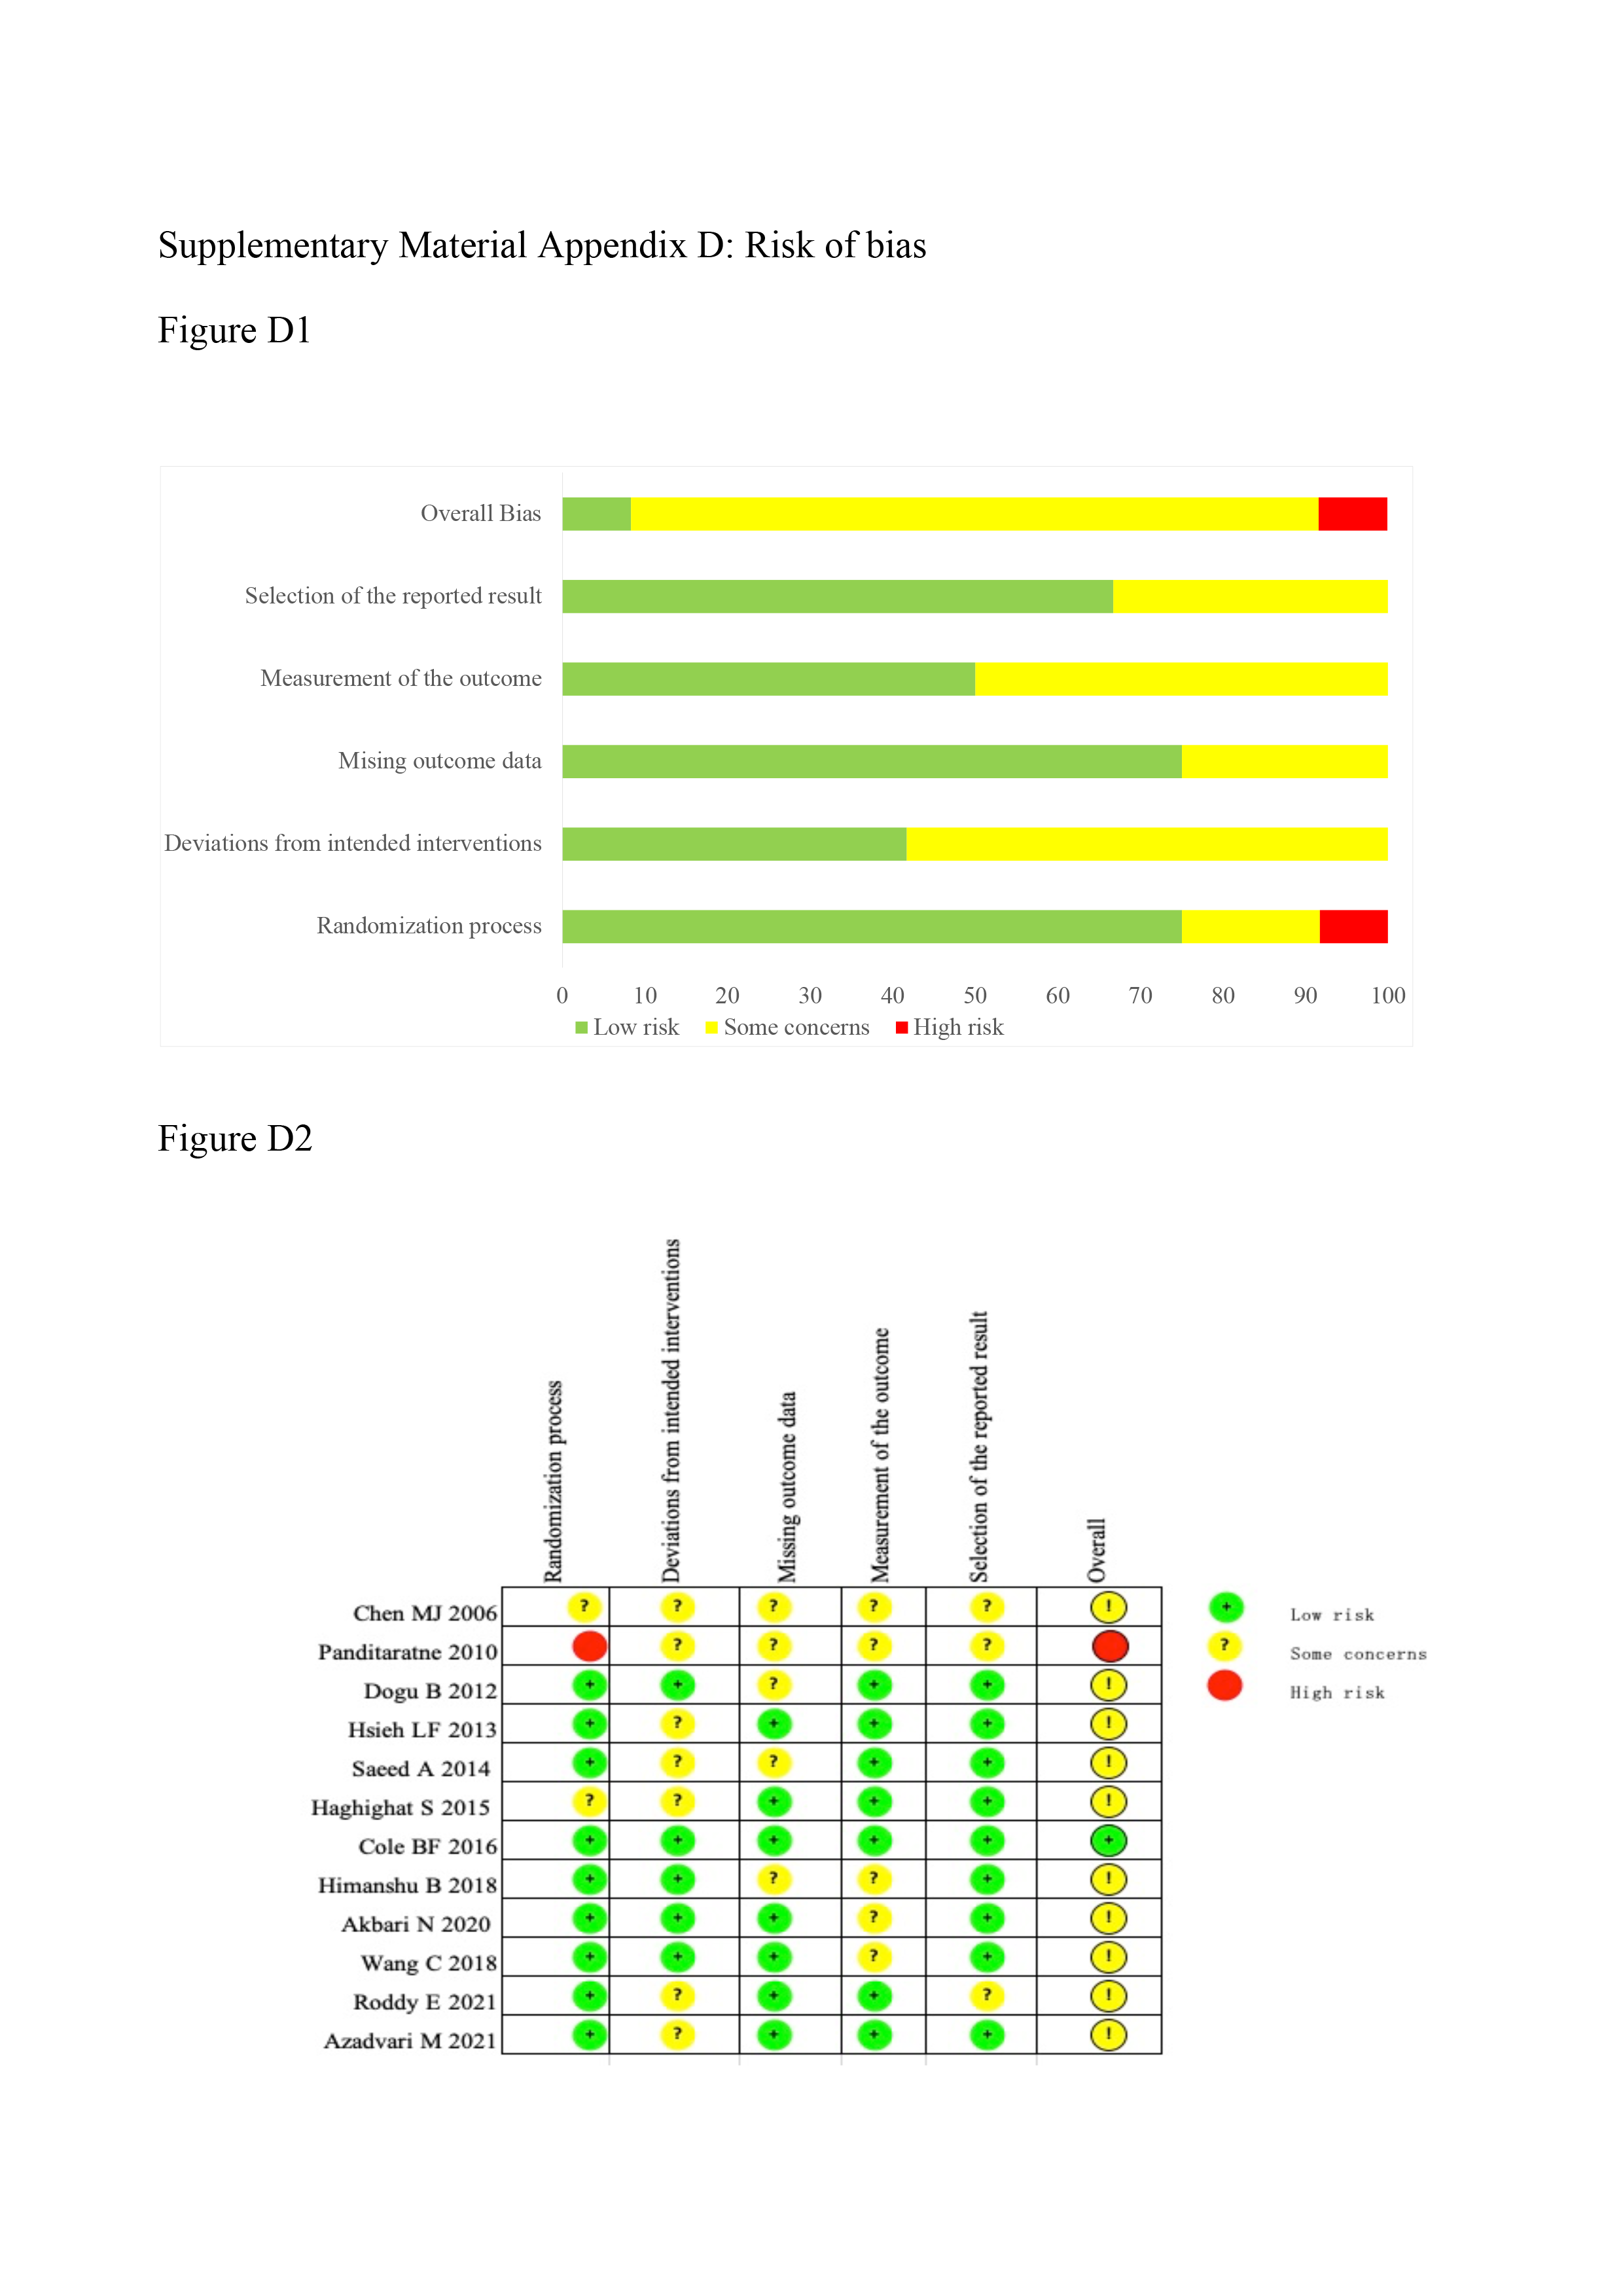 Supplementary Material Appendix D: Risk of bias
Figure D1
Overall Bias
Selection of the reported result
Measurement of the outcome
Mising outcome data
Deviations from intended interventions
Randomization process
0 10 20 30 40 50 60 70 80 90 100
Low risk Some concerns High risk
Figure D2
Randomization process
Deviations from intended interventions
Missing outcome data
Measurement of the outcome
Selection of the reported result
Overall
Chen MJ 2006 ? ? ? ? ? !
Panditaratne 2010 ? ? ? ?
Dogu B 2012 + + ? + + !
Hsieh LF 2013 + ? + + + !
Saeed A 2014 + ? ? + + !
Haghighat S 2015 ? ? + + + !
Cole BF 2016 + + + + + +
Himanshu B 2018 + + ? ? + !
Akbari N 2020 + + + ? + !
Wang C 2018 + + + ? + !
Roddy E 2021 + ? + + ? !
Azadvari M 2021 + ? + + + !
+ Low risk
? Some concerns
High risk